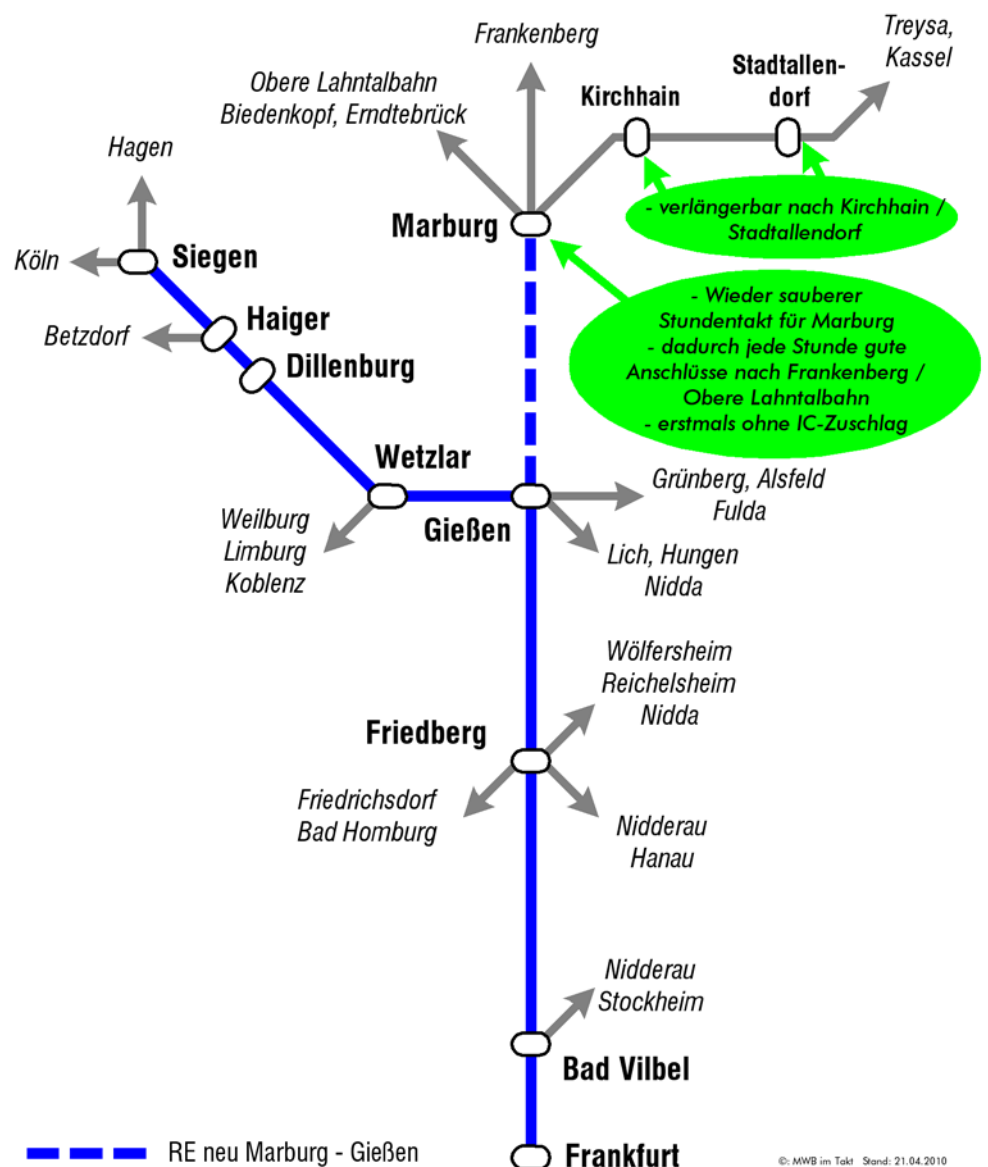 Treysa,
Kassel
Frankenberg
Stadtallen-
dorf
Kirchhain
Obere Lahntalbahn
Biedenkopf, Erndtebrück
Hagen
- verlängerbar nach Kirchhain /
Stadtallendorf
Marburg
Köln
Siegen
- Wieder sauberer
Stundentakt für Marburg
- dadurch jede Stunde gute
Anschlüsse nach Frankenberg /
Obere Lahntalbahn
- erstmals ohne IC-Zuschlag
Betzdorf
Haiger
Dillenburg
Wetzlar
Grünberg, Alsfeld
Fulda
Weilburg
Limburg
Koblenz
Gießen
Lich, Hungen
Nidda
Wölfersheim
Reichelsheim
Nidda
Friedberg
Friedrichsdorf
Bad Homburg
Nidderau
Hanau
Nidderau
Stockheim
Bad Vilbel
RE neu Marburg - Gießen
Frankfurt
©: MWB im Takt Stand: 21.04.2010